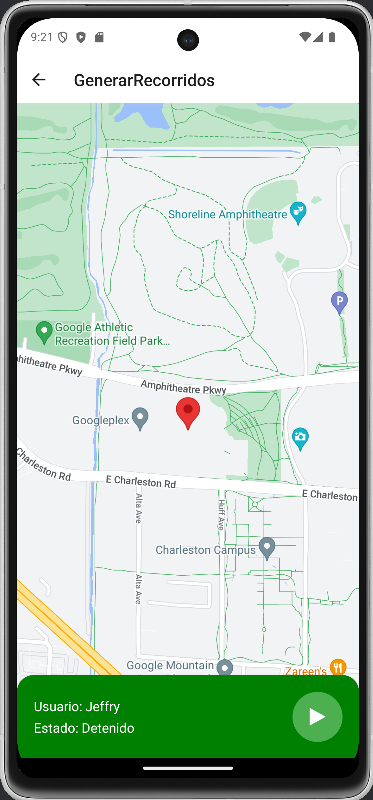 9:21
GenerarRecorridos
Shoreline Amphitheatre
P
Google Athletic
Recreation Field Park...
hitheatre Pkwy
Amphitheatre Pkwy
Googleplex
Charleston Rd
E Charleston Rd
E Charleston
Alta Ave
Huff Ave
Charleston Campus
Alta Ave
Google Mountain
Zareen's
Usuario: Jeffry
Estado: Detenido